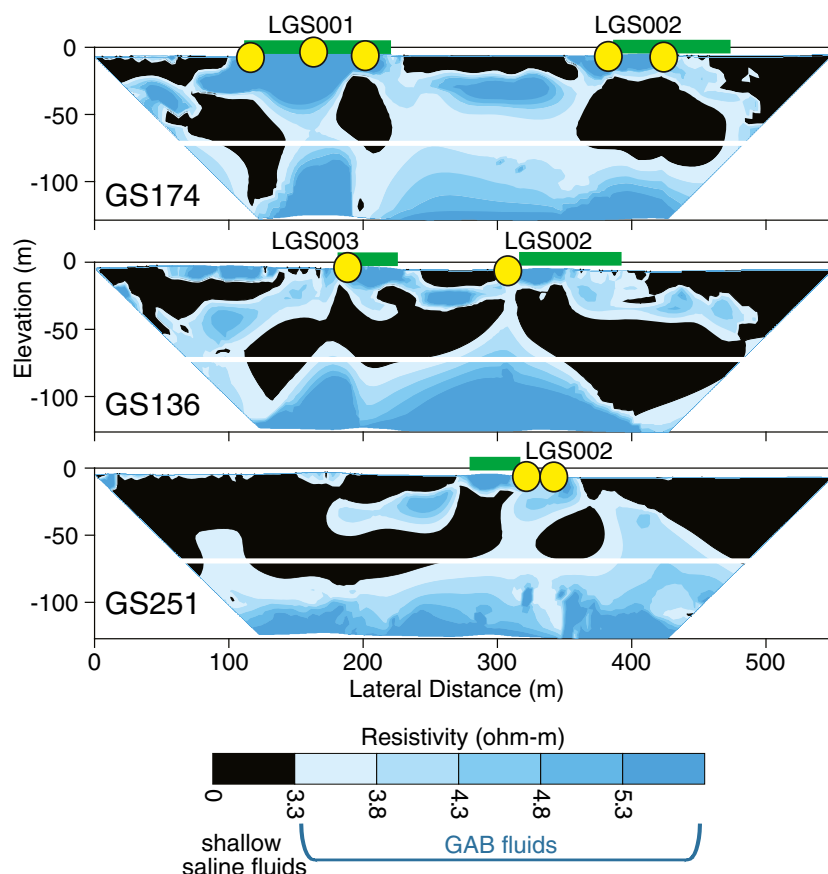 LGS001 LGS002
0
-50
-100
GS174
LGS003 LGS002
0
-50
-100
GS136
Elevation (m)
LGS002
0
-50
-100
GS251
0 100 200 300 400 500
Lateral Distance (m)
Resistivity (ohm-m)
0 3.3 3.8 4.3 4.8 5.3
shallow
saline fluids
GAB fluids